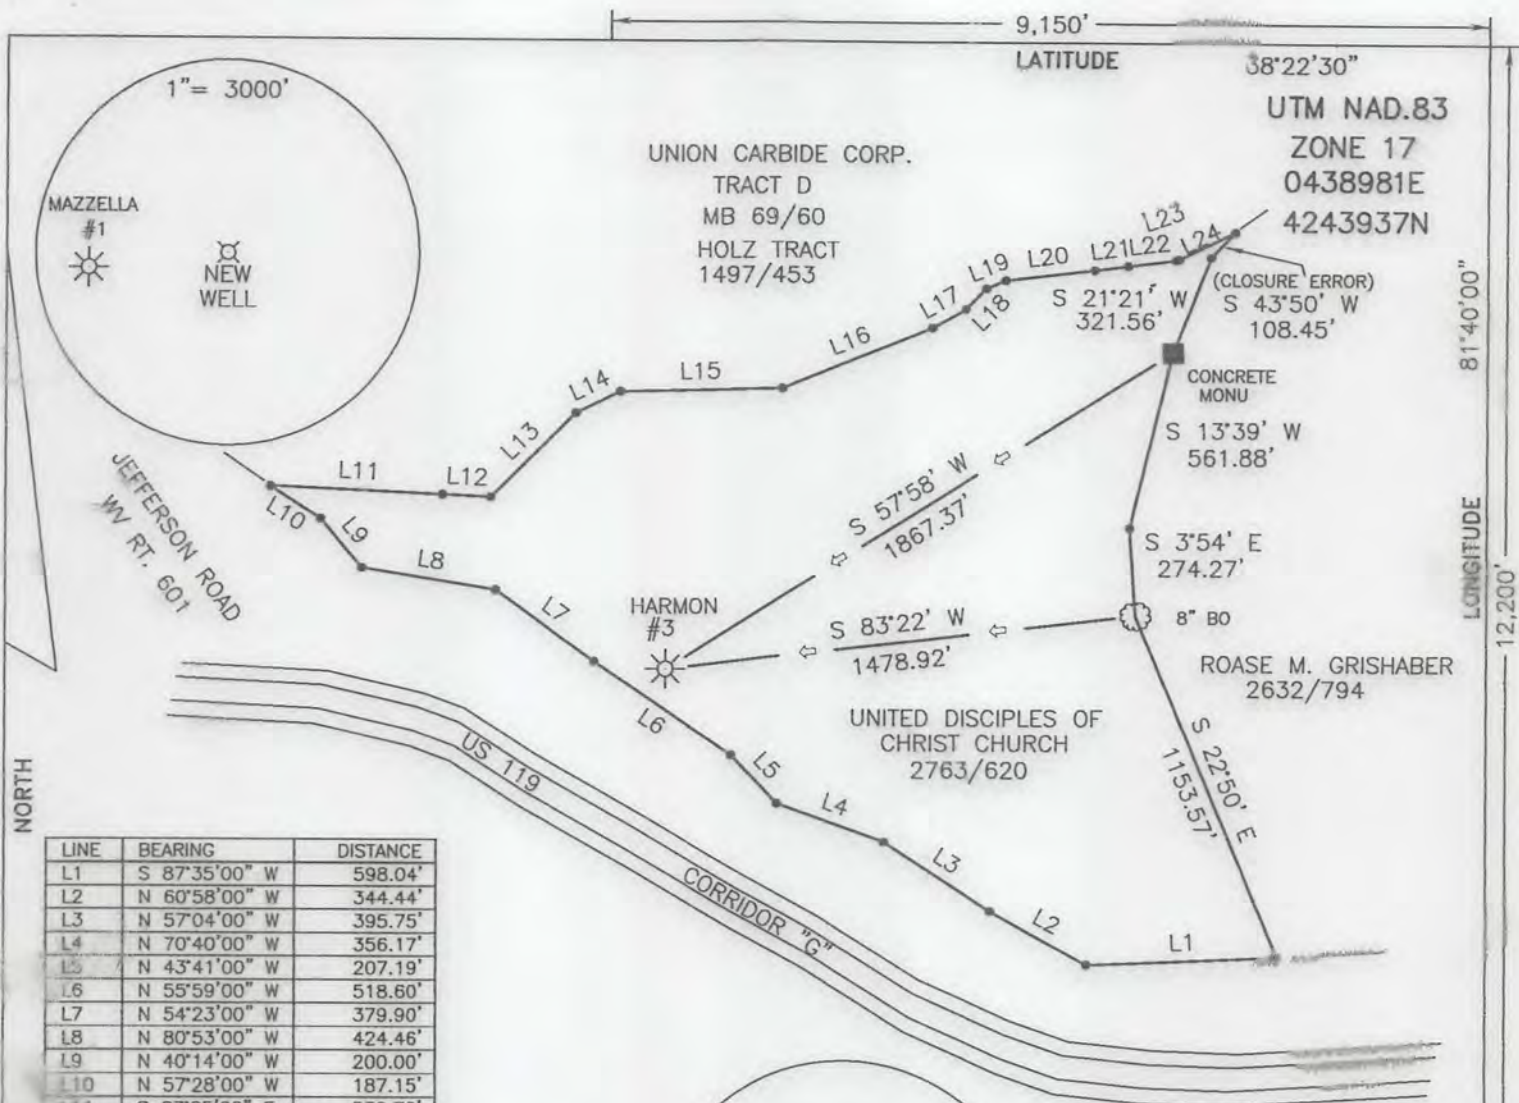 9,150'
LATITUDE 38°22'30"
UTM NAD.83
ZONE 17
0438981E
4243937N
1"= 3000'
MAZZELLA
#1
NEW
WELL
UNION CARBIDE CORP.
TRACT D
MB 69/60
HOLZ TRACT
1497/453
L23
L24
L22
L21
L20
L19
L18
L17
L16
L15
L14
L13
L12
L11
L10
L9
L8
L7
L6
L5
L4
L3
L2
L1
(CLOSURE ERROR)
S 43°50' W
108.45'
S 21°21' W
321.56'
CONCRETE
MONU
S 13°39' W
561.88'
S 57°58' W
1867.37'
S 3°54' E
274.27'
8" BO
S 83°22' W
1478.92'
HARMON
#3
ROASE M. GRISHABER
2632/794
S 22°50' E
1153.57'
UNITED DISCIPLES OF
CHRIST CHURCH
2763/620
JEFFERSON ROAD
WV RT. 601
US 119
CORRIDOR "G"
81°40'00"
LONGITUDE
12,200'
NORTH
LINE BEARING DISTANCE
L1 S 87°35'00" W 598.04'
L2 N 60°58'00" W 344.44'
L3 N 57°04'00" W 395.75'
L4 N 70°40'00" W 356.17'
L5 N 43°41'00" W 207.19'
L6 N 55°59'00" W 518.60'
L7 N 54°23'00" W 379.90'
L8 N 80°53'00" W 424.46'
L9 N 40°14'00" W 200.00'
L10 N 57°28'00" W 187.15'